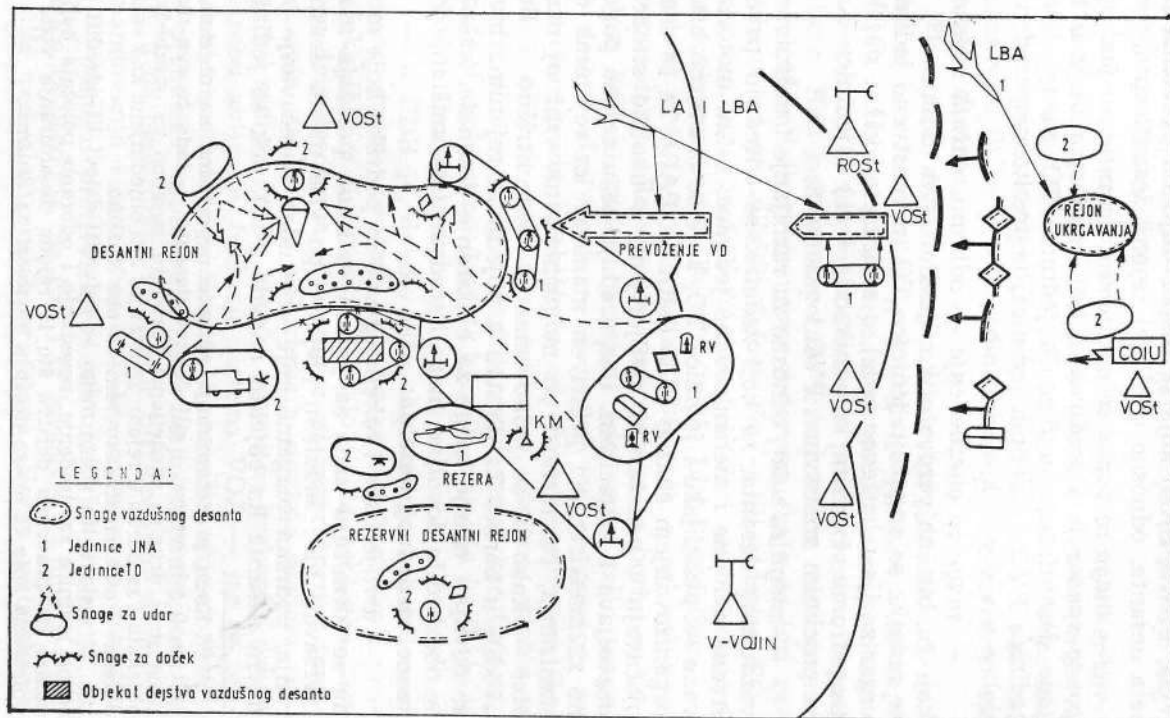 VOSt
2
2
LA I LBA
ROSt
VOSt
LBA
1
2
REJON
UKRCAVANJA
2
COIU
VOSt
DESANTNI REJON
1
PREVOŽENJE VD
1
VOSt
1
2
2
RV
1
RV
KM
1
REZERA
2
VOSt
VOSt
VOSt
REZERVNI DESANTNI REJON
2
V-VOJIN
LEGENDA:
Snage vazdušnog desanta
1 Jedinice JNA
2 Jedinice TO
Snage za udar
Snage za doček
Objekat dejstva vazdušnog desanta